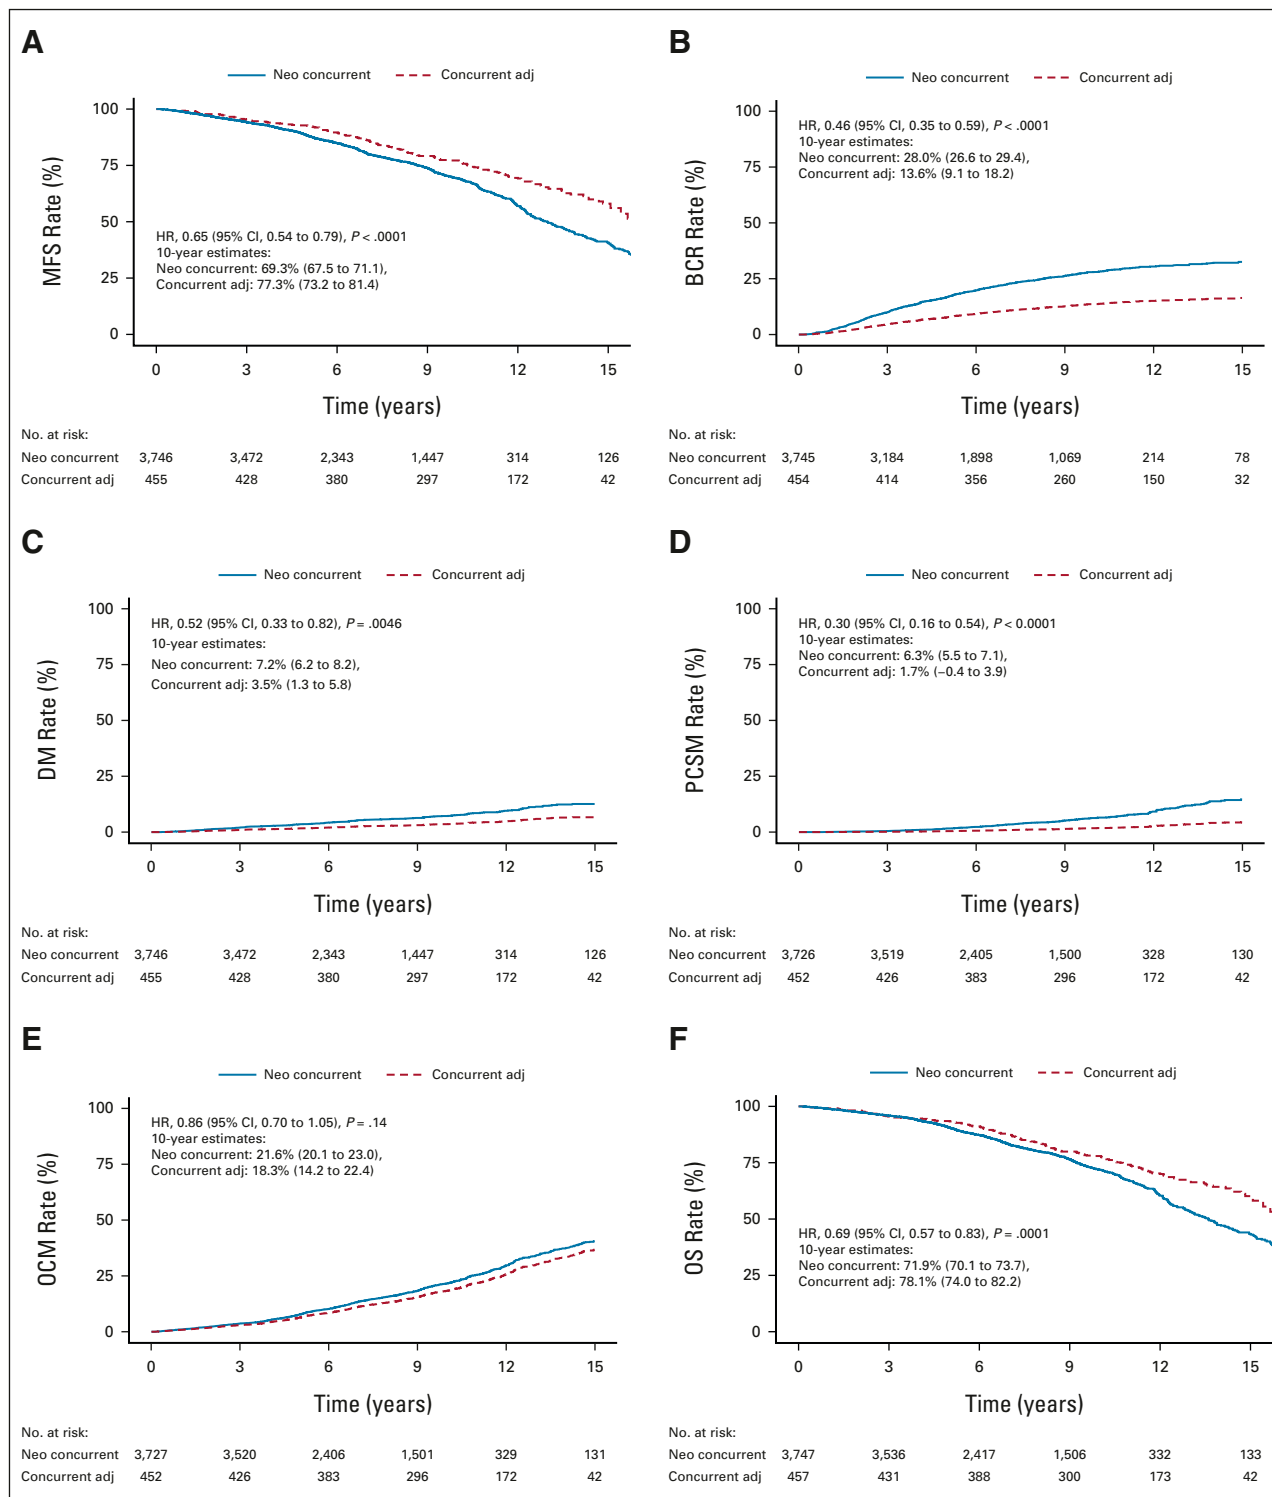 A
Neo concurrent Concurrent adj
MFS Rate (%)
100
75
50
25
0
HR, 0.65 (95% CI, 0.54 to 0.79), P < .0001
10-year estimates:
Neo concurrent: 69.3% (67.5 to 71.1),
Concurrent adj: 77.3% (73.2 to 81.4)
0 3 6 9 12 15
Time (years)
No. at risk:
Neo concurrent 3,746 3,472 2,343 1,447 314 126
Concurrent adj 455 428 380 297 172 42
B
Neo concurrent Concurrent adj
BCR Rate (%)
100
75
50
25
0
HR, 0.46 (95% CI, 0.35 to 0.59), P < .0001
10-year estimates:
Neo concurrent: 28.0% (26.6 to 29.4),
Concurrent adj: 13.6% (9.1 to 18.2)
0 3 6 9 12 15
Time (years)
No. at risk:
Neo concurrent 3,745 3,184 1,898 1,069 214 78
Concurrent adj 454 414 356 260 150 32
C
Neo concurrent Concurrent adj
DM Rate (%)
100
75
50
25
0
HR, 0.52 (95% CI, 0.33 to 0.82), P = .0046
10-year estimates:
Neo concurrent: 7.2% (6.2 to 8.2),
Concurrent adj: 3.5% (1.3 to 5.8)
0 3 6 9 12 15
Time (years)
No. at risk:
Neo concurrent 3,746 3,472 2,343 1,447 314 126
Concurrent adj 455 428 380 297 172 42
D
Neo concurrent Concurrent adj
PCSM Rate (%)
100
75
50
25
0
HR, 0.30 (95% CI, 0.16 to 0.54), P < 0.0001
10-year estimates:
Neo concurrent: 6.3% (5.5 to 7.1),
Concurrent adj: 1.7% (−0.4 to 3.9)
0 3 6 9 12 15
Time (years)
No. at risk:
Neo concurrent 3,726 3,519 2,405 1,500 328 130
Concurrent adj 452 426 383 296 172 42
E
Neo concurrent Concurrent adj
OCM Rate (%)
100
75
50
25
0
HR, 0.86 (95% CI, 0.70 to 1.05), P = .14
10-year estimates:
Neo concurrent: 21.6% (20.1 to 23.0),
Concurrent adj: 18.3% (14.2 to 22.4)
0 3 6 9 12 15
Time (years)
No. at risk:
Neo concurrent 3,727 3,520 2,406 1,501 329 131
Concurrent adj 452 426 383 296 172 42
F
Neo concurrent Concurrent adj
OS Rate (%)
100
75
50
25
0
HR, 0.69 (95% CI, 0.57 to 0.83), P = .0001
10-year estimates:
Neo concurrent: 71.9% (70.1 to 73.7),
Concurrent adj: 78.1% (74.0 to 82.2)
0 3 6 9 12 15
Time (years)
No. at risk:
Neo concurrent 3,747 3,536 2,417 1,506 332 133
Concurrent adj 457 431 388 300 173 42